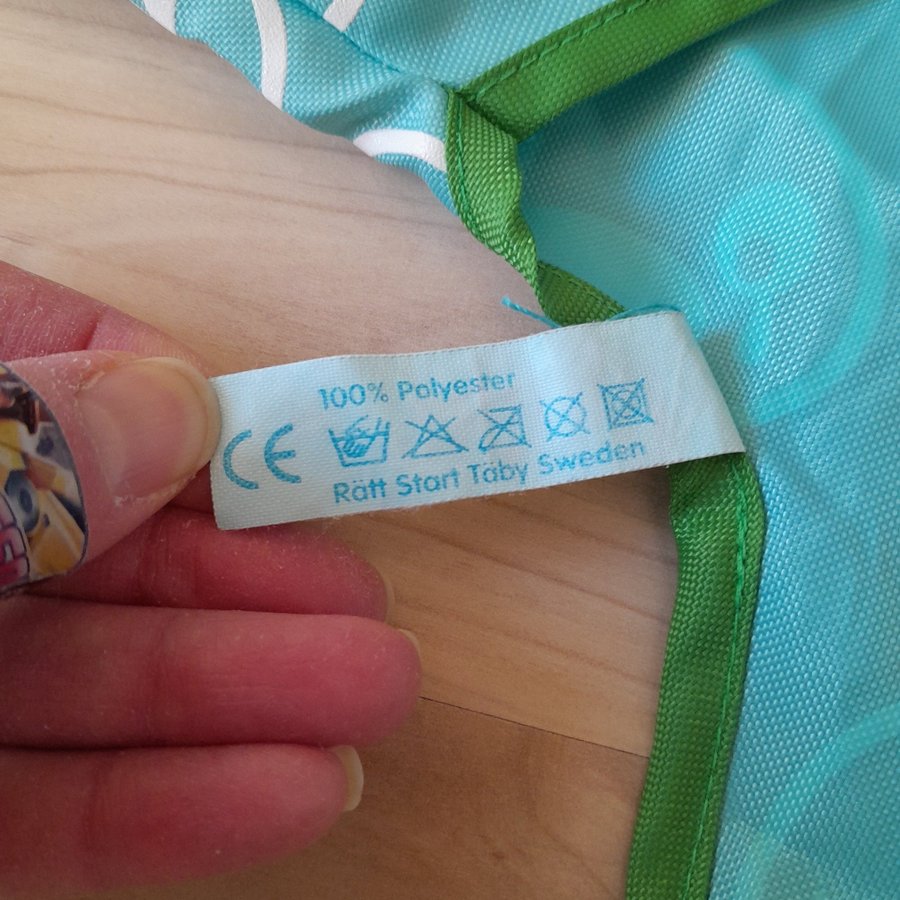 100% Polyester
CE
Rätt Start Täby Sweden